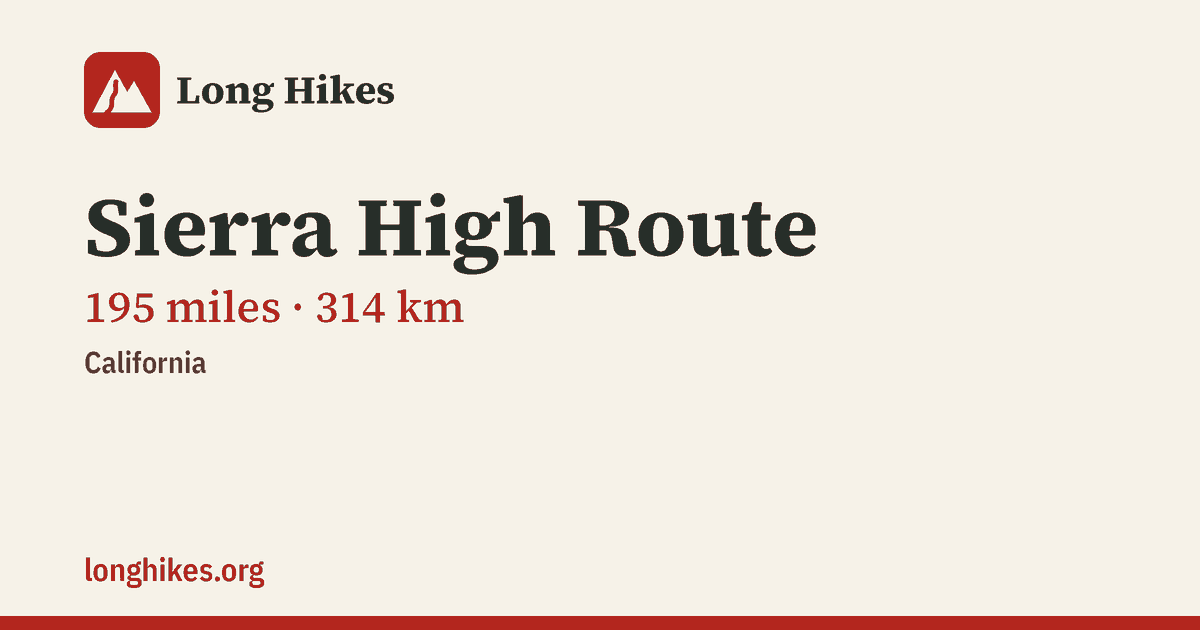 Long Hikes
Sierra High Route
195 miles · 314 km
California
longhikes.org